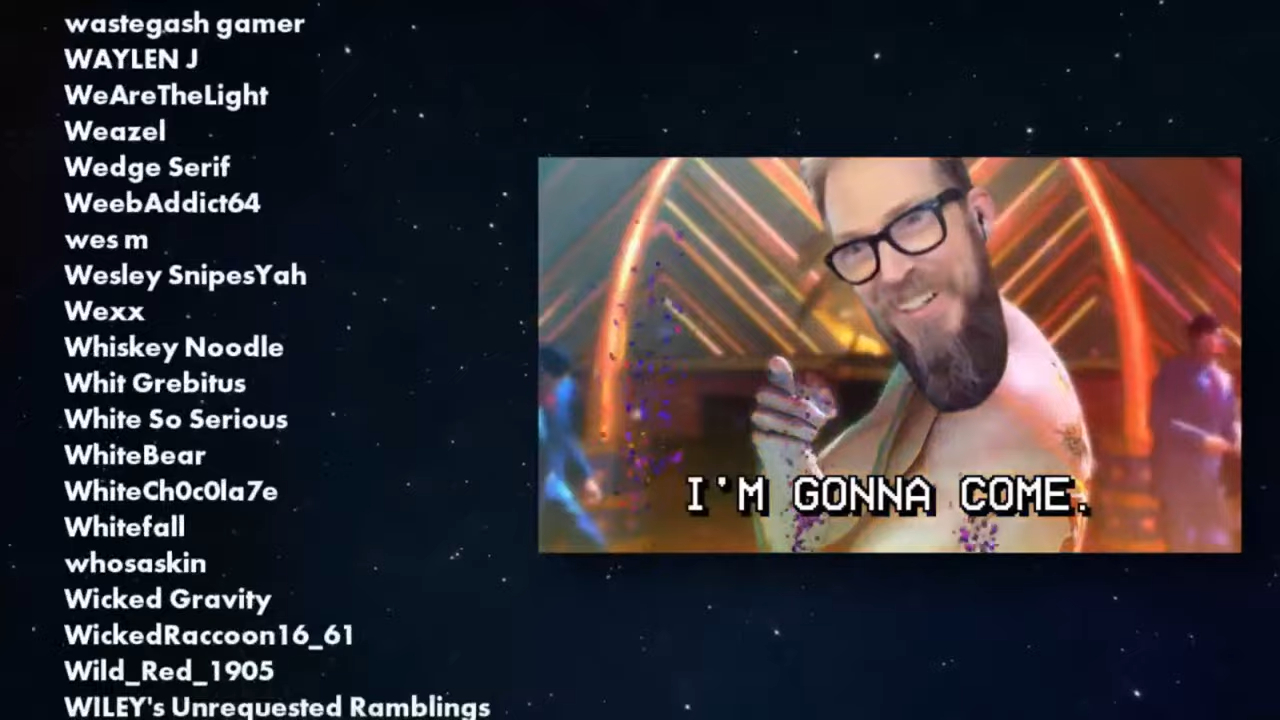 wastegash gamer
WAYLEN J
WeAreTheLight
Weazel
Wedge Serif
WeebAddict64
wes m
Wesley SnipesYah
Wexx
Whiskey Noodle
Whit Grebitus
White So Serious
WhiteBear
WhiteCh0c0la7e
Whitefall
whosaskin
Wicked Gravity
WickedRaccoon16_61
Wild_Red_1905
WILEY's Unrequested Ramblings
I'M GONNA COME.